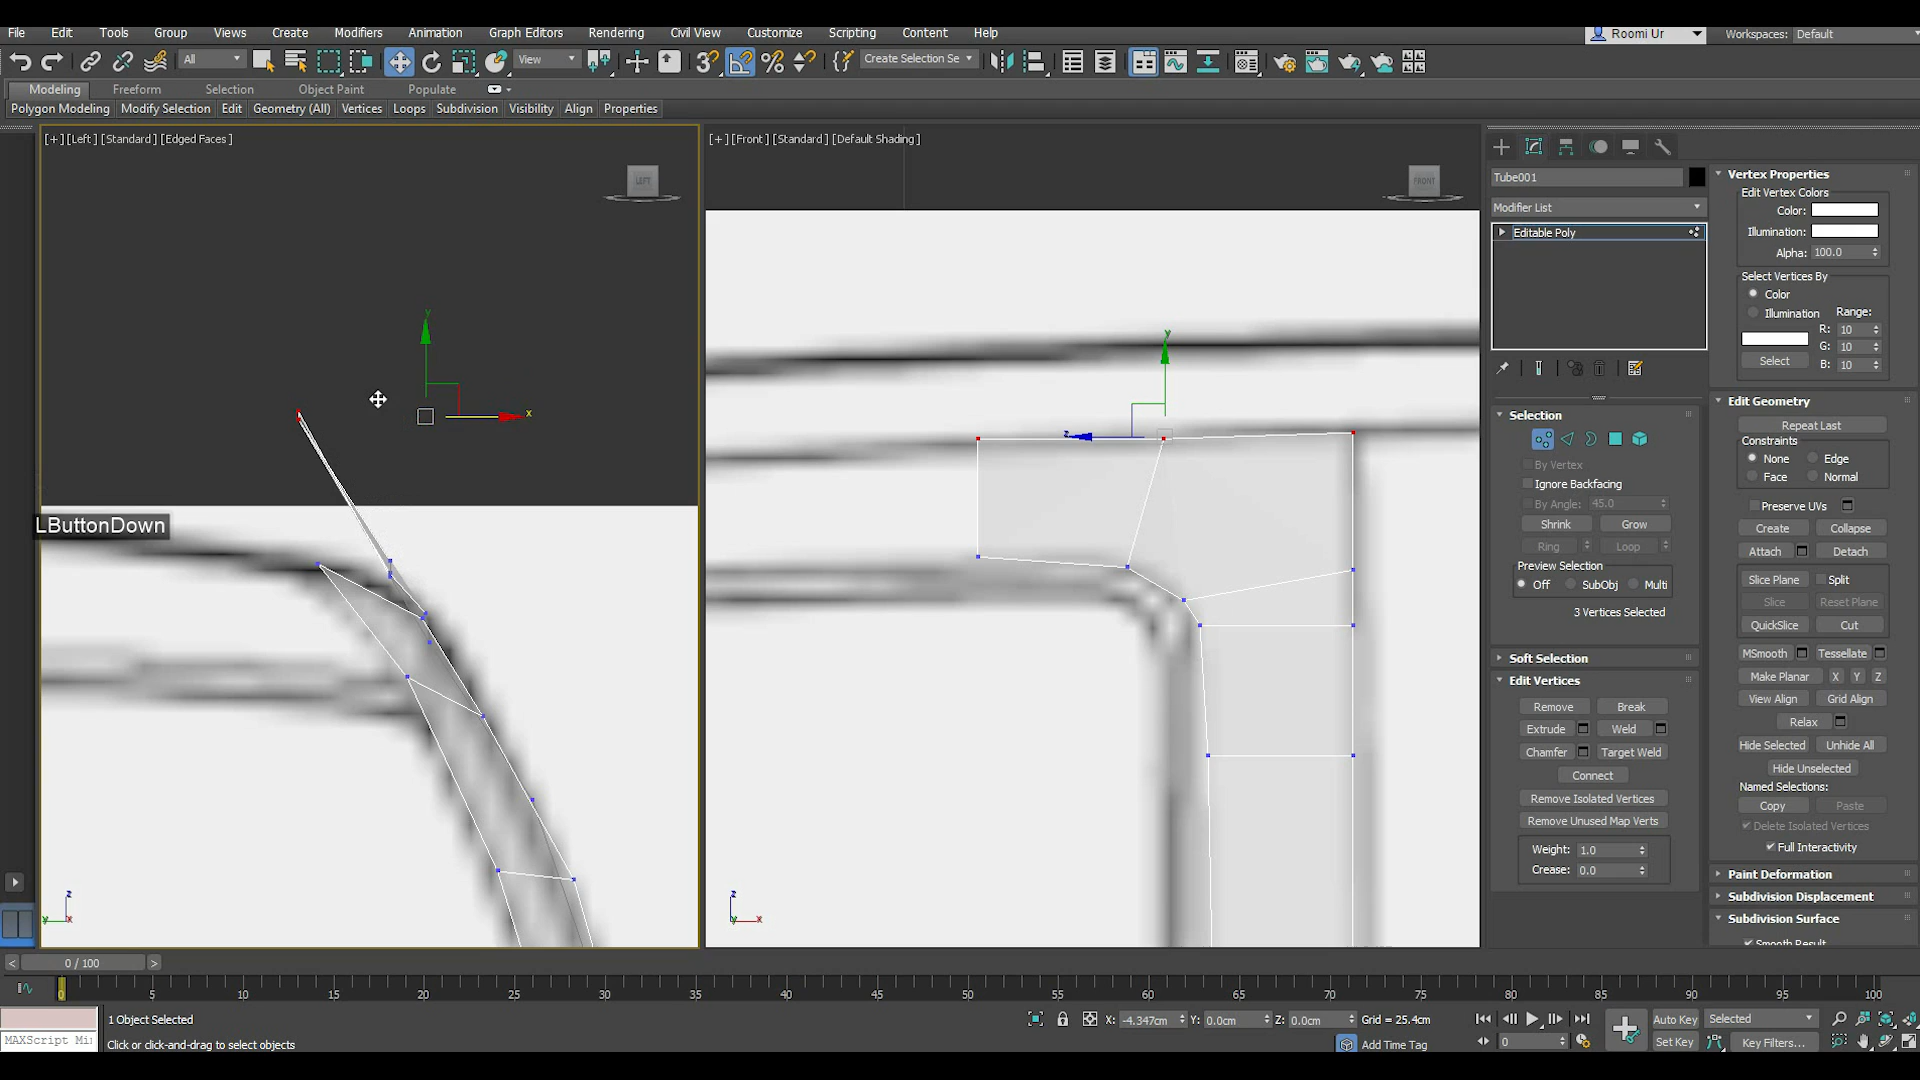 File Edit Tools Group Views Create Modifiers Animation Graph Editors Rendering Civil View Customize Scripting Content Help Roomi Ur Workspaces: Default
All View Create Selection Se
Modeling Freeform Selection Object Paint Populate
Polygon Modeling Modify Selection Edit Geometry (All) Vertices Loops Subdivision Visibility Align Properties
[+] [Left] [Standard] [Edged Faces]
LEFT
y
x
LButtonDown
z
y
x
[+] [Front] [Standard] [Default Shading]
FRONT
y
z
z
y
x
Tube001
Modifier List
Editable Poly
Selection
By Vertex
Ignore Backfacing
By Angle: 45.0
Shrink Grow
Ring Loop
Preview Selection
Off SubObj Multi
3 Vertices Selected
Soft Selection
Edit Vertices
Remove Break
Extrude Weld
Chamfer Target Weld
Connect
Remove Isolated Vertices
Remove Unused Map Verts
Weight: 1.0
Crease: 0.0
Vertex Properties
Edit Vertex Colors
Color:
Illumination:
Alpha: 100.0
Select Vertices By
Color
Illumination Range:
R: 10
G: 10
Select B: 10
Edit Geometry
Repeat Last
Constraints
None Edge
Face Normal
Preserve UVs
Create Collapse
Attach Detach
Slice Plane Split
Slice Reset Plane
QuickSlice Cut
MSmooth Tessellate
Make Planar X Y Z
View Align Grid Align
Relax
Hide Selected Unhide All
Hide Unselected
Named Selections:
Copy Paste
Delete Isolated Vertices
Full Interactivity
Paint Deformation
Subdivision Displacement
Subdivision Surface
Smooth Result
< 0 / 100 >
0 5 10 15 20 25 30 35 40 45 50 55 60 65 70 75 80 85 90 95 100
1 Object Selected X: -4.347cm Y: 0.0cm Z: 0.0cm Grid = 25.4cm Auto Key Selected
MAXScript Mi Click or click-and-drag to select objects Add Time Tag 0 Set Key Key Filters...